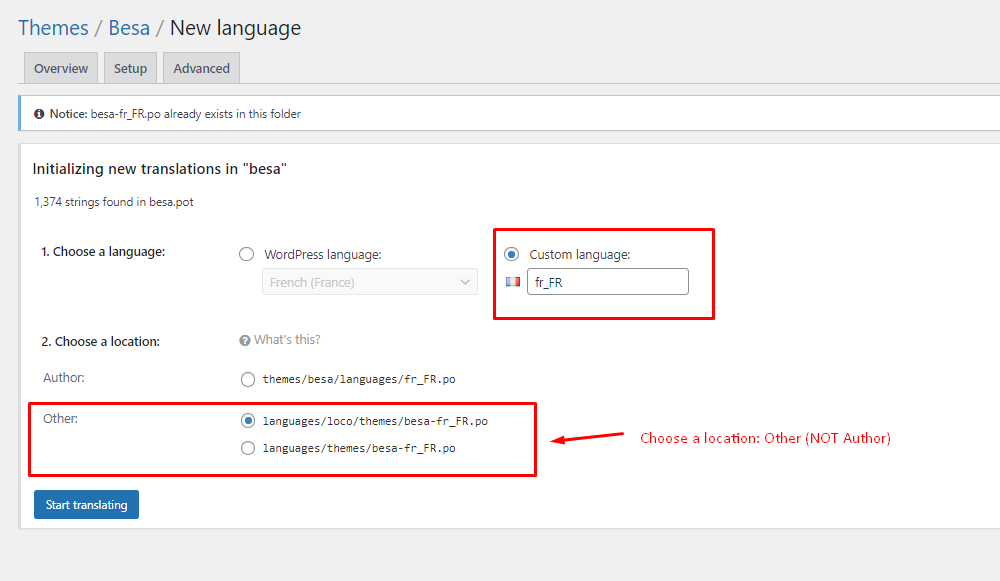 Themes / Besa / New language
Overview Setup Advanced
Notice: besa-fr_FR.po already exists in this folder
Initializing new translations in "besa"
1,374 strings found in besa.pot
1. Choose a language:
WordPress language:
French (France)
Custom language:
fr_FR
2. Choose a location:
What's this?
Author:
themes/besa/languages/fr_FR.po
Other:
languages/loco/themes/besa-fr_FR.po
languages/themes/besa-fr_FR.po
Choose a location: Other (NOT Author)
Start translating